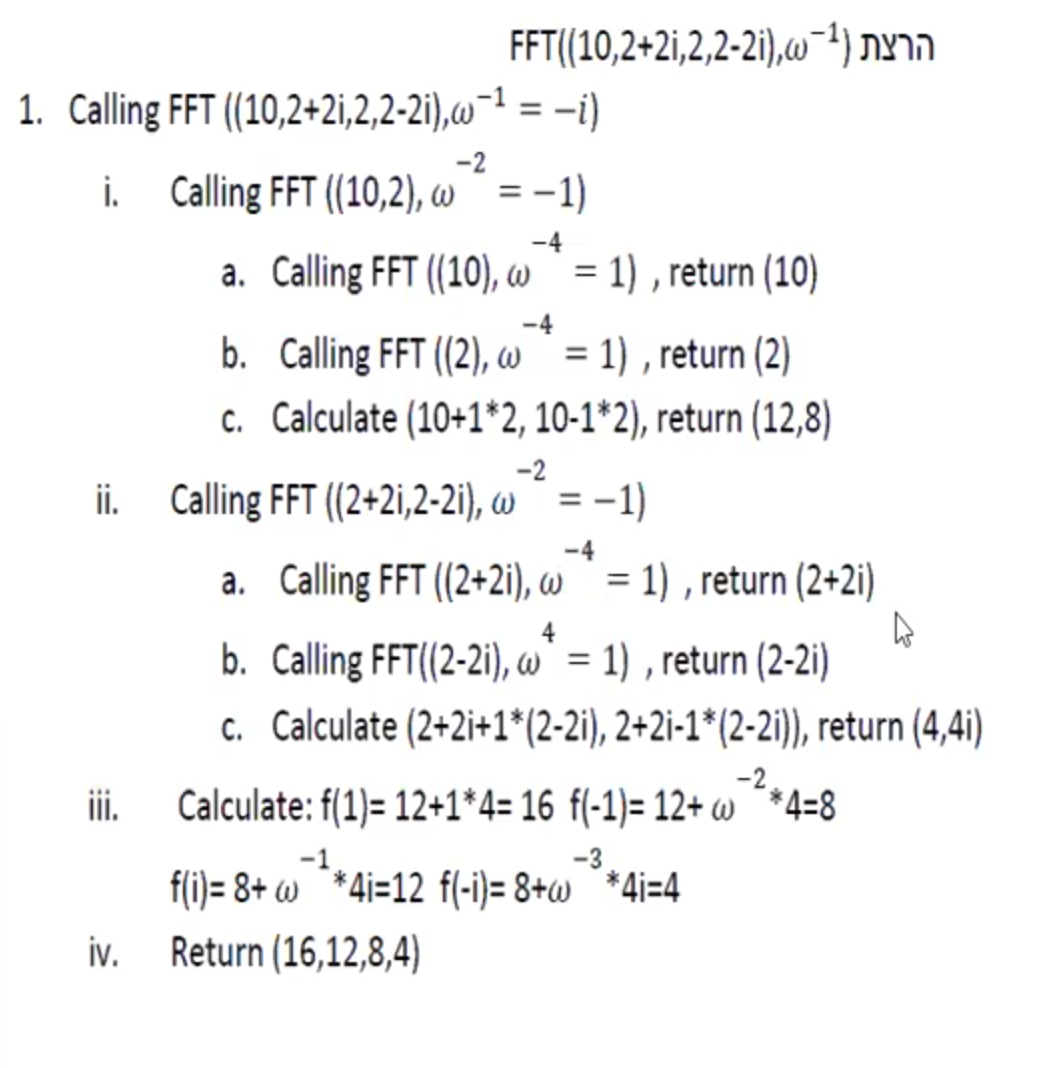 הרצת FFT((10,2+2i,2,2-2i),ω⁻¹)
1. Calling FFT ((10,2+2i,2,2-2i),ω⁻¹ = −i)
i. Calling FFT ((10,2), ω⁻² = −1)
a. Calling FFT ((10), ω⁻⁴ = 1) , return (10)
b. Calling FFT ((2), ω⁻⁴ = 1) , return (2)
c. Calculate (10+1*2, 10-1*2), return (12,8)
ii. Calling FFT ((2+2i,2-2i), ω⁻² = −1)
a. Calling FFT ((2+2i), ω⁻⁴ = 1) , return (2+2i)
b. Calling FFT((2-2i), ω⁴ = 1) , return (2-2i)
c. Calculate (2+2i+1*(2-2i), 2+2i-1*(2-2i)), return (4,4i)
iii. Calculate: f(1)= 12+1*4= 16 f(-1)= 12+ ω⁻²*4=8
f(i)= 8+ ω⁻¹*4i=12 f(-i)= 8+ω⁻³*4i=4
iv. Return (16,12,8,4)